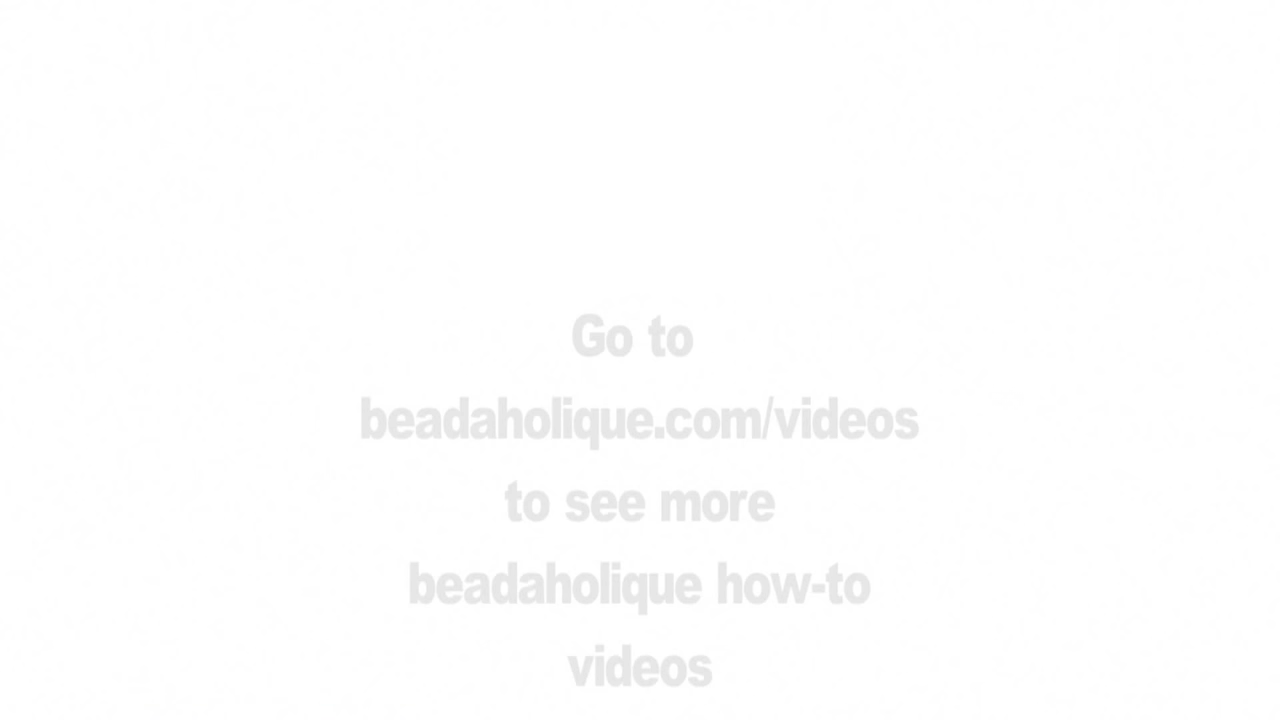 Go to
beadaholique.com/videos
to see more
beadaholique how-to
videos